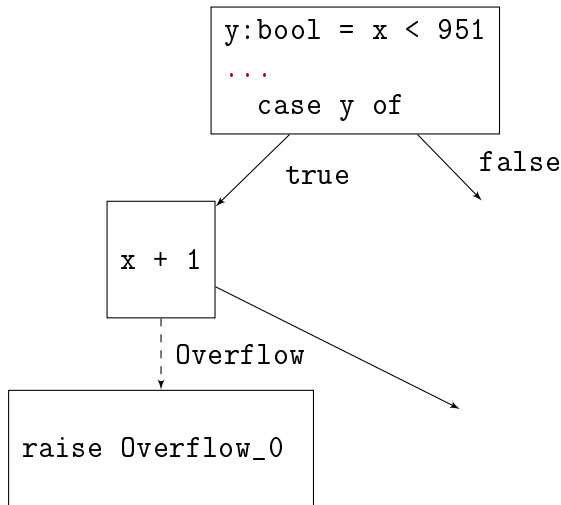 y:bool = x < 951
...
case y of
true
false
x + 1
Overflow
raise Overflow_0